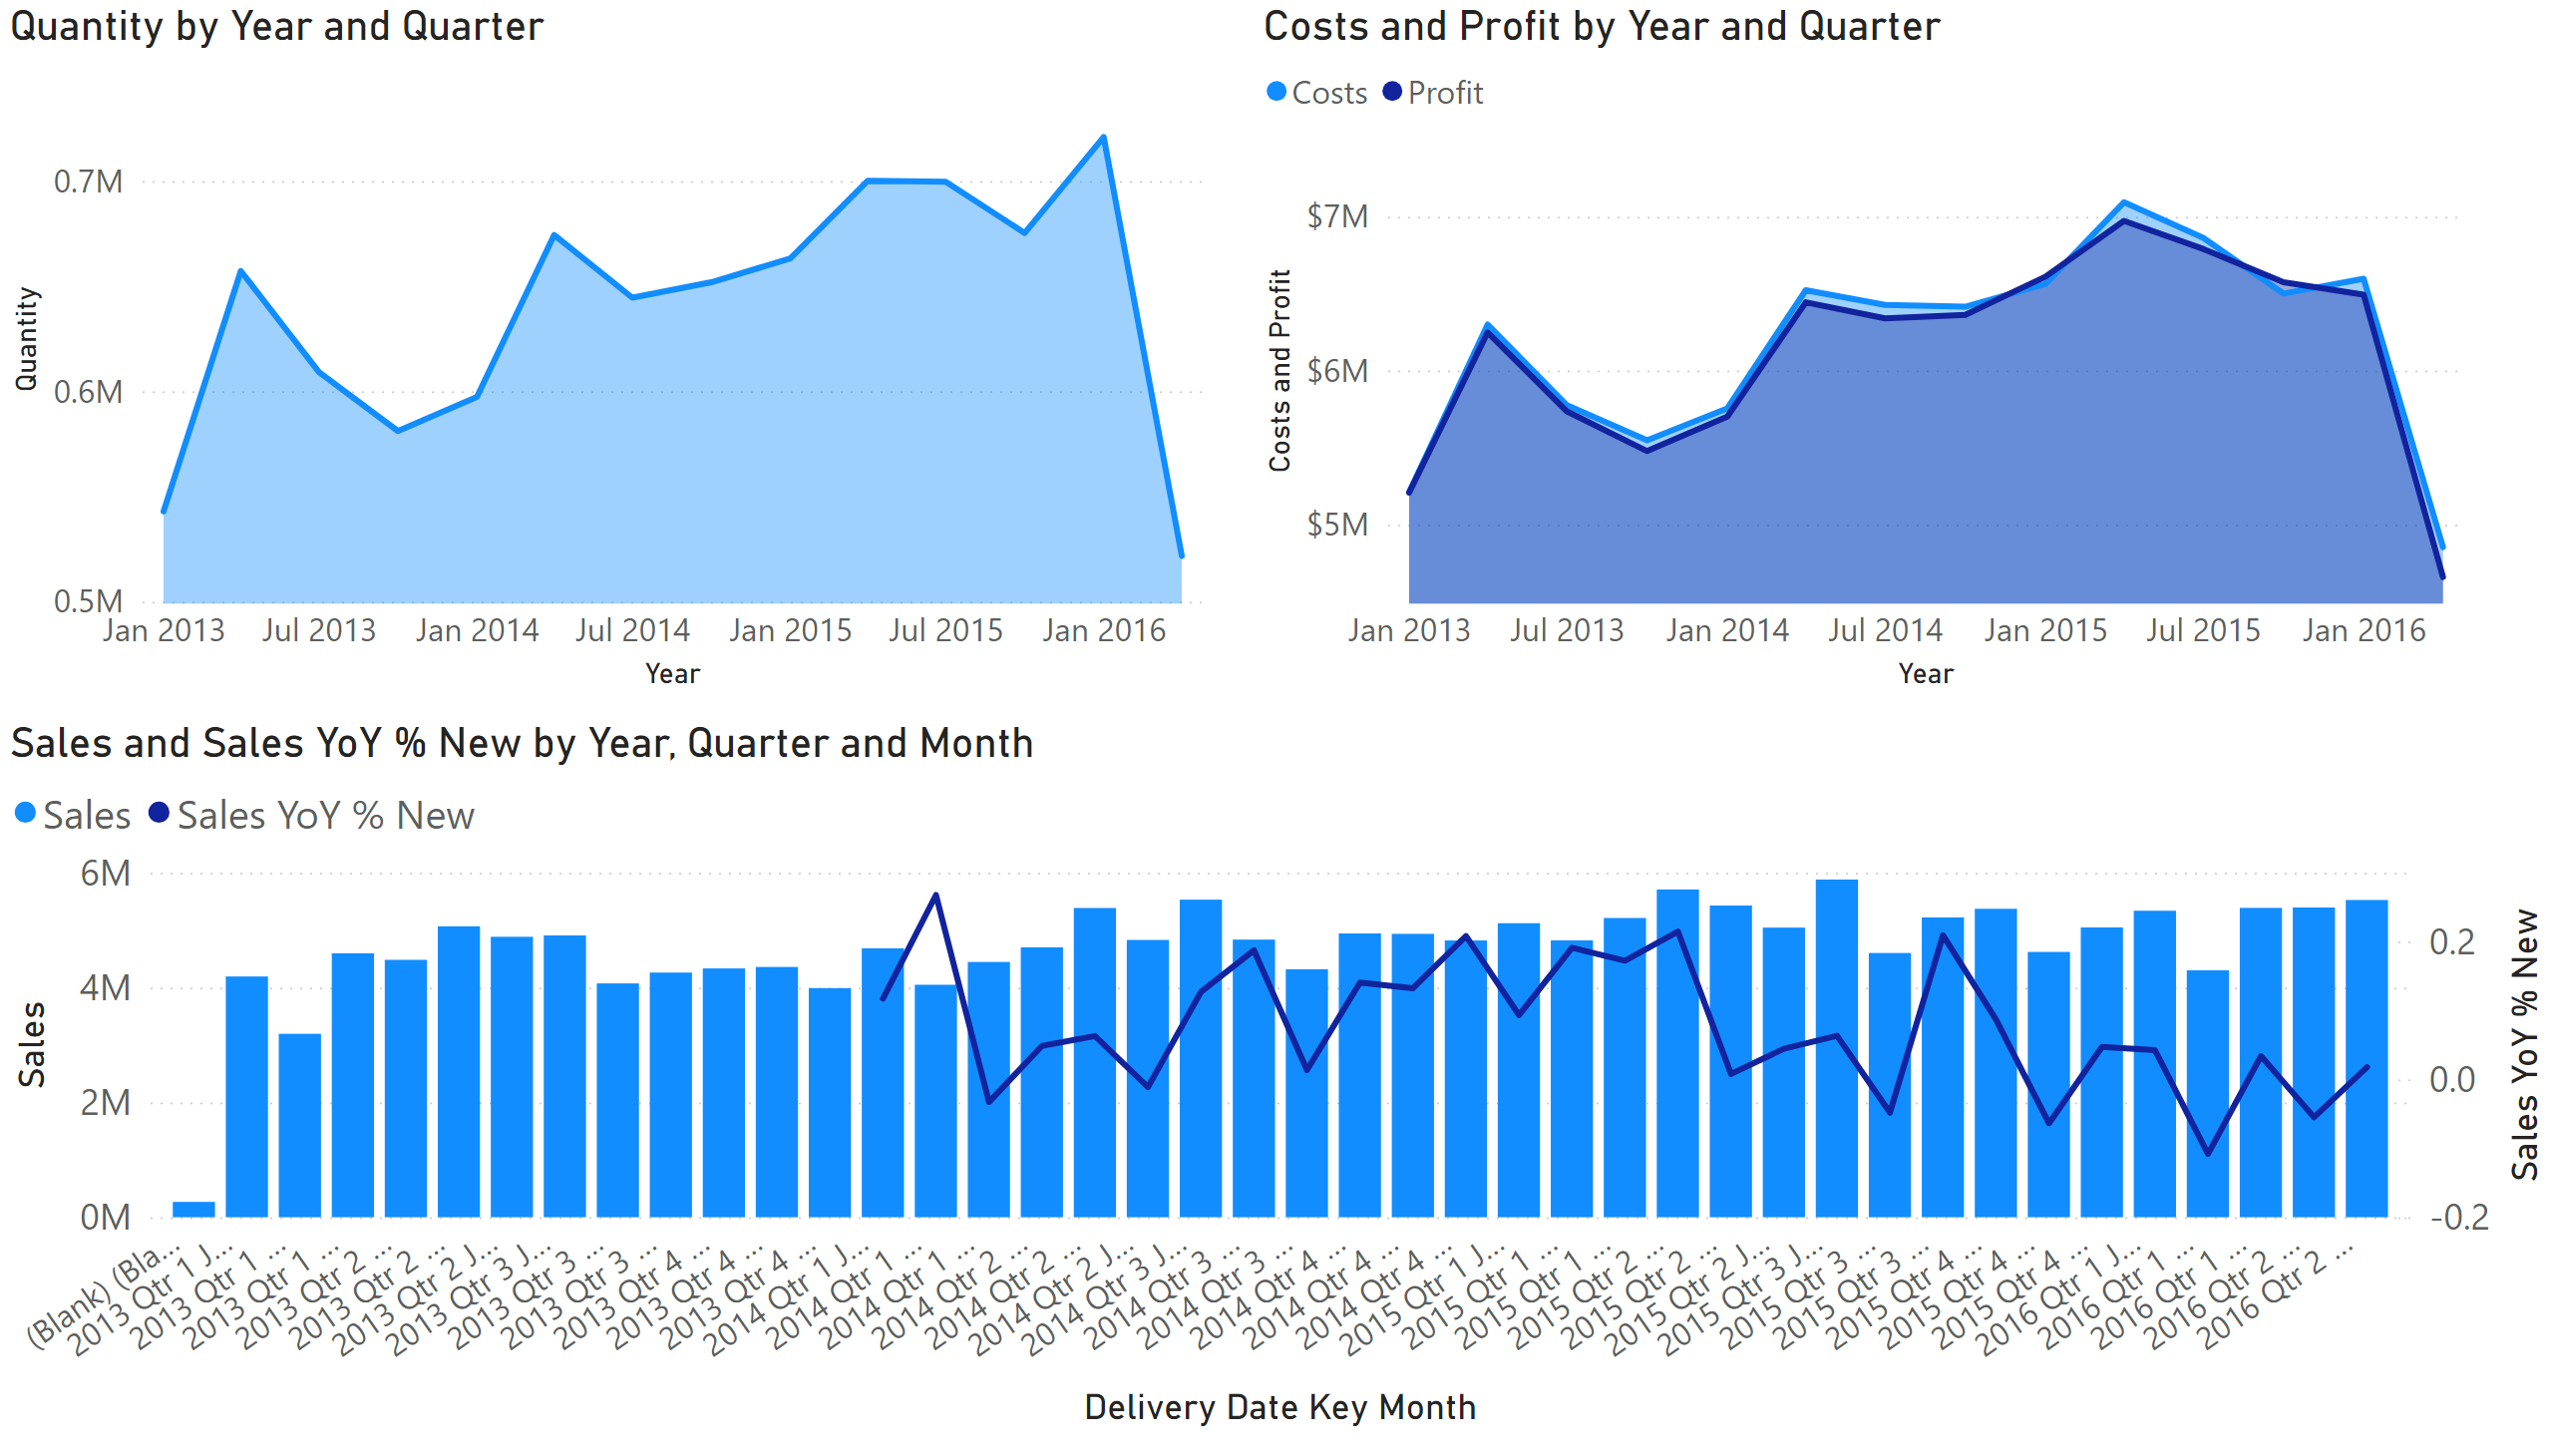 Quantity by Year and Quarter
0.7M
0.6M
0.5M
Quantity
Jan 2013 Jul 2013 Jan 2014 Jul 2014 Jan 2015 Jul 2015 Jan 2016
Year
Costs and Profit by Year and Quarter
Costs Profit
$7M
$6M
$5M
Costs and Profit
Jan 2013 Jul 2013 Jan 2014 Jul 2014 Jan 2015 Jul 2015 Jan 2016
Year
Sales and Sales YoY % New by Year, Quarter and Month
Sales Sales YoY % New
6M
4M
2M
0M
Sales
0.2
0.0
-0.2
Sales YoY % New
(Blank) (Bla...
2013 Qtr 1 J...
2013 Qtr 1 ...
2013 Qtr 1 ...
2013 Qtr 2 ...
2013 Qtr 2 ...
2013 Qtr 2 J...
2013 Qtr 3 J...
2013 Qtr 3 ...
2013 Qtr 3 ...
2013 Qtr 4 ...
2013 Qtr 4 ...
2013 Qtr 4 ...
2014 Qtr 1 J...
2014 Qtr 1 ...
2014 Qtr 1 ...
2014 Qtr 2 ...
2014 Qtr 2 ...
2014 Qtr 2 J...
2014 Qtr 3 J...
2014 Qtr 3 ...
2014 Qtr 3 ...
2014 Qtr 4 ...
2014 Qtr 4 ...
2014 Qtr 4 ...
2015 Qtr 1 J...
2015 Qtr 1 ...
2015 Qtr 1 ...
2015 Qtr 2 ...
2015 Qtr 2 ...
2015 Qtr 2 J...
2015 Qtr 3 J...
2015 Qtr 3 ...
2015 Qtr 3 ...
2015 Qtr 4 ...
2015 Qtr 4 ...
2015 Qtr 4 ...
2016 Qtr 1 J...
2016 Qtr 1 ...
2016 Qtr 1 ...
2016 Qtr 2 ...
2016 Qtr 2 ...
Delivery Date Key Month